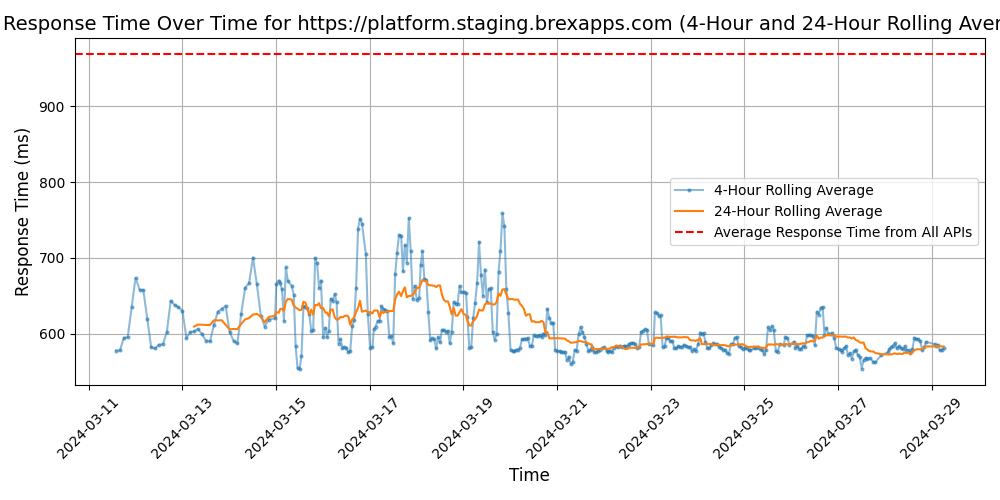 Response Time Over Time for https://platform.staging.brexapps.com (4-Hour and 24-Hour Rolling Aver
Response Time (ms)
900
800
700
600
4-Hour Rolling Average
24-Hour Rolling Average
Average Response Time from All APIs
2024-03-11
2024-03-13
2024-03-15
2024-03-17
2024-03-19
2024-03-21
2024-03-23
2024-03-25
2024-03-27
2024-03-29
Time